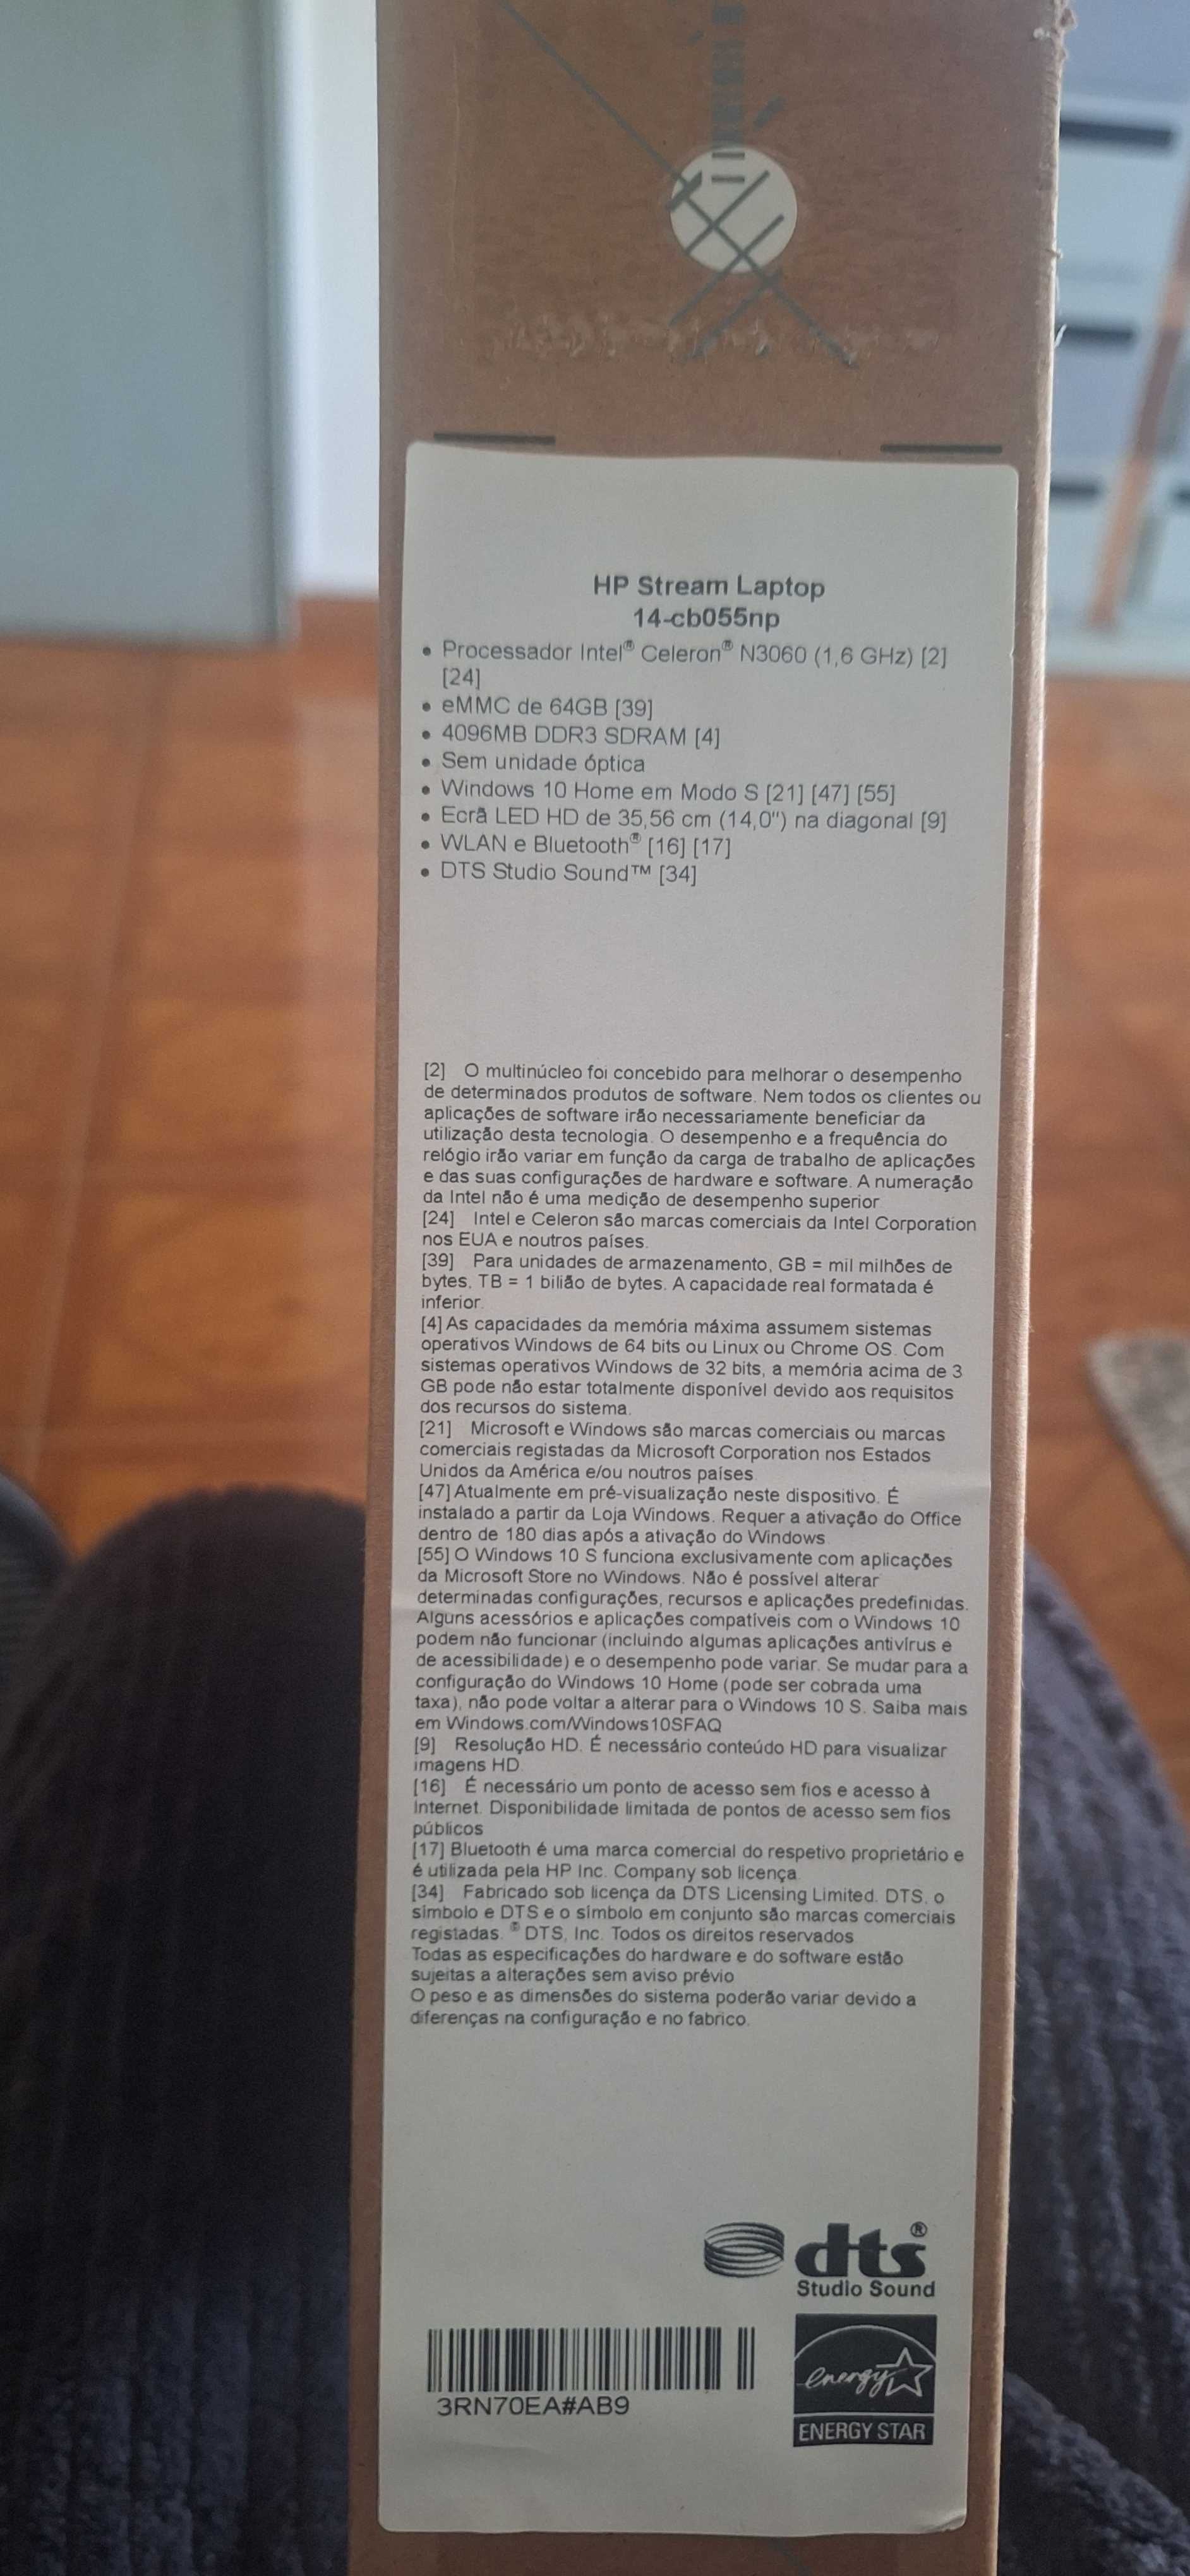 HP Stream Laptop
14-cb055np
• Processador Intel® Celeron® N3060 (1,6 GHz) [2]
[24]
• eMMC de 64GB [39]
• 4096MB DDR3 SDRAM [4]
• Sem unidade óptica
• Windows 10 Home em Modo S [21] [47] [55]
• Ecrã LED HD de 35,56 cm (14,0") na diagonal [9]
• WLAN e Bluetooth® [16] [17]
• DTS Studio Sound™ [34]
[2] O multinúcleo foi concebido para melhorar o desempenho
de determinados produtos de software. Nem todos os clientes ou
aplicações de software irão necessariamente beneficiar da
utilização desta tecnologia. O desempenho e a frequência do
relógio irão variar em função da carga de trabalho de aplicações
e das suas configurações de hardware e software. A numeração
da Intel não é uma medição de desempenho superior
[24] Intel e Celeron são marcas comerciais da Intel Corporation
nos EUA e noutros países.
[39] Para unidades de armazenamento, GB = mil milhões de
bytes, TB = 1 bilião de bytes. A capacidade real formatada é
inferior.
[4] As capacidades da memória máxima assumem sistemas
operativos Windows de 64 bits ou Linux ou Chrome OS. Com
sistemas operativos Windows de 32 bits, a memória acima de 3
GB pode não estar totalmente disponível devido aos requisitos
dos recursos do sistema.
[21] Microsoft e Windows são marcas comerciais ou marcas
comerciais registadas da Microsoft Corporation nos Estados
Unidos da América e/ou noutros países
[47] Atualmente em pré-visualização neste dispositivo. É
instalado a partir da Loja Windows. Requer a ativação do Office
dentro de 180 dias após a ativação do Windows
[55] O Windows 10 S funciona exclusivamente com aplicações
da Microsoft Store no Windows. Não é possível alterar
determinadas configurações, recursos e aplicações predefinidas.
Alguns acessórios e aplicações compatíveis com o Windows 10
podem não funcionar (incluindo algumas aplicações antivírus e
de acessibilidade) e o desempenho pode variar. Se mudar para a
configuração do Windows 10 Home (pode ser cobrada uma
taxa), não pode voltar a alterar para o Windows 10 S. Saiba mais
em Windows.com/Windows10SFAQ
[9] Resolução HD. É necessário conteúdo HD para visualizar
imagens HD.
[16] É necessário um ponto de acesso sem fios e acesso à
Internet. Disponibilidade limitada de pontos de acesso sem fios
públicos
[17] Bluetooth é uma marca comercial do respetivo proprietário e
é utilizada pela HP Inc. Company sob licença
[34] Fabricado sob licença da DTS Licensing Limited. DTS, o
símbolo e DTS e o símbolo em conjunto são marcas comerciais
registadas. ® DTS, Inc. Todos os direitos reservados
Todas as especificações do hardware e do software estão
sujeitas a alterações sem aviso prévio
O peso e as dimensões do sistema poderão variar devido a
diferenças na configuração e no fabrico.
dts®
Studio Sound
energy
3RN70EA#AB9
ENERGY STAR